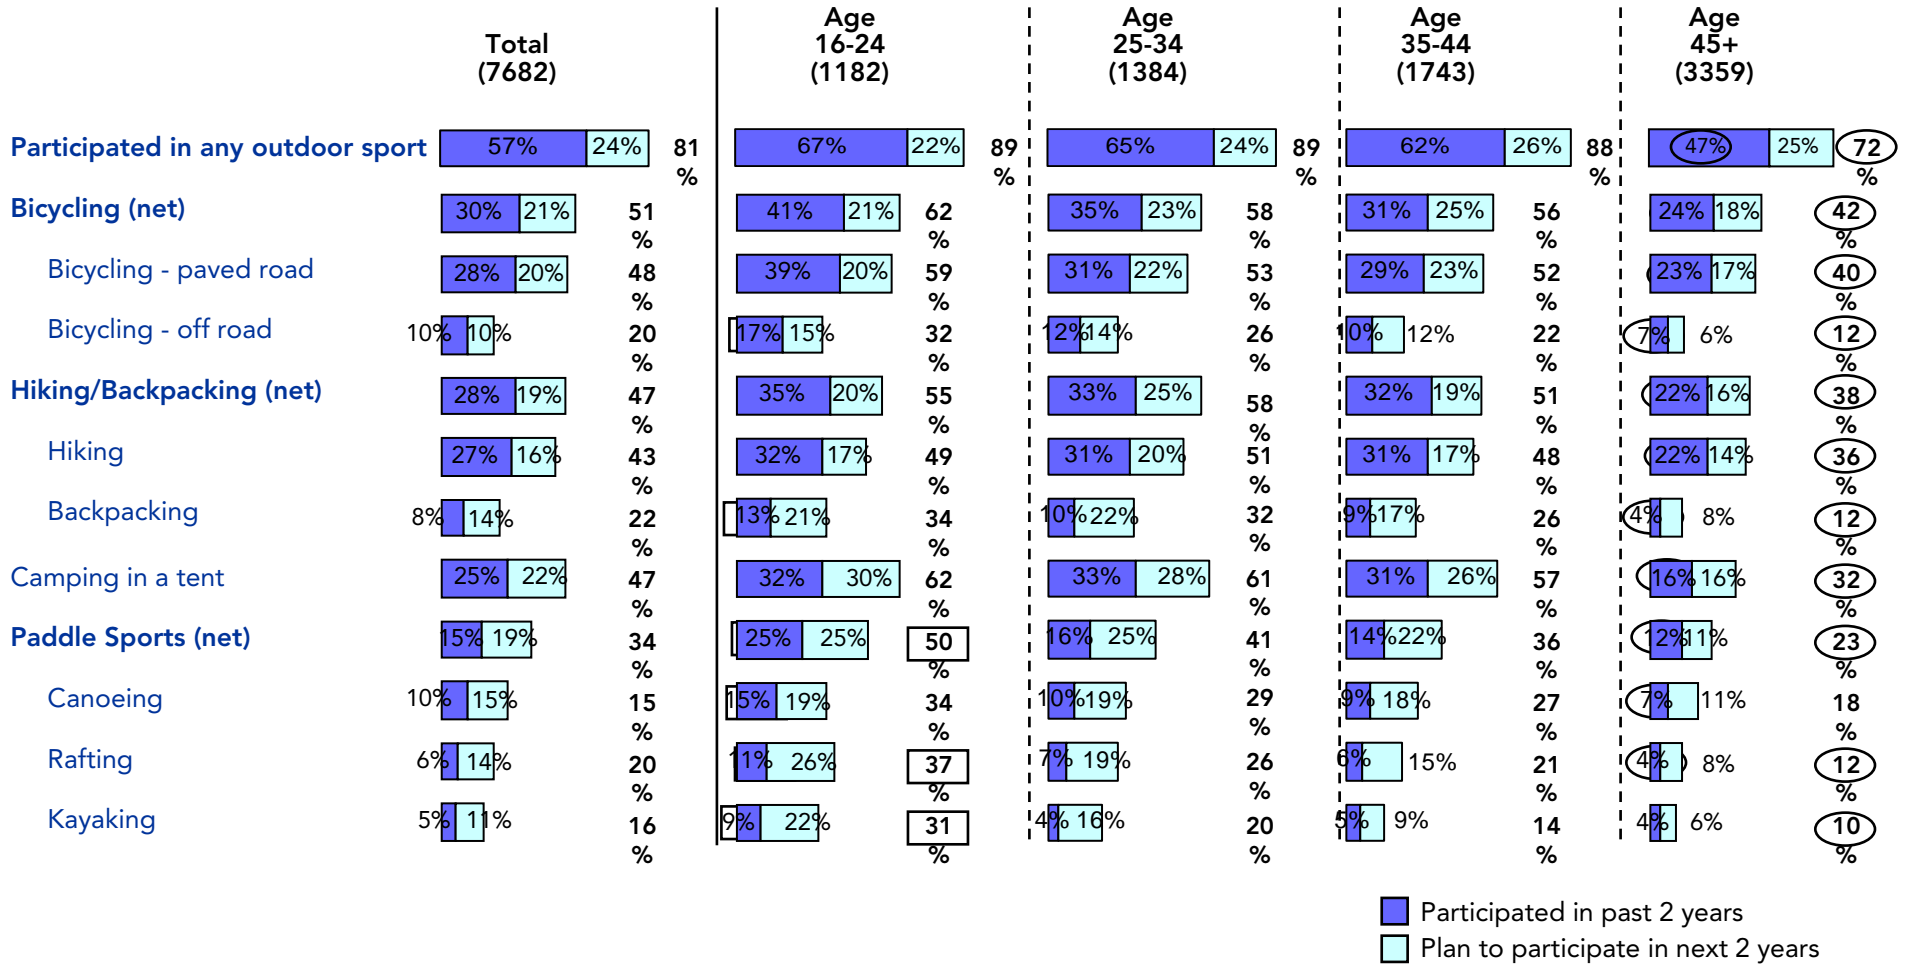 Total
(7682)
Age
16-24
(1182)
Age
25-34
(1384)
Age
35-44
(1743)
Age
45+
(3359)
Participated in any outdoor sport 57% 24% 81% 67% 22% 89% 65% 24% 89% 62% 26% 88% 47% 25% 72%
Bicycling (net) 30% 21% 51% 41% 21% 62% 35% 23% 58% 31% 25% 56% 24% 18% 42%
Bicycling - paved road 28% 20% 48% 39% 20% 59% 31% 22% 53% 29% 23% 52% 23% 17% 40%
Bicycling - off road 10% 10% 20% 17% 15% 32% 12% 14% 26% 10% 12% 22% 7% 6% 12%
Hiking/Backpacking (net) 28% 19% 47% 35% 20% 55% 33% 25% 58% 32% 19% 51% 22% 16% 38%
Hiking 27% 16% 43% 32% 17% 49% 31% 20% 51% 31% 17% 48% 22% 14% 36%
Backpacking 8% 14% 22% 13% 21% 34% 10% 22% 32% 9% 17% 26% 4% 8% 12%
Camping in a tent 25% 22% 47% 32% 30% 62% 33% 28% 61% 31% 26% 57% 16% 16% 32%
Paddle Sports (net) 15% 19% 34% 25% 25% 50% 16% 25% 41% 14% 22% 36% 12% 11% 23%
Canoeing 10% 15% 15% 15% 19% 34% 10% 19% 29% 9% 18% 27% 7% 11% 18%
Rafting 6% 14% 20% 11% 26% 37% 7% 19% 26% 6% 15% 21% 4% 8% 12%
Kayaking 5% 11% 16% 9% 22% 31% 4% 16% 20% 5% 9% 14% 4% 6% 10%
Participated in past 2 years
Plan to participate in next 2 years